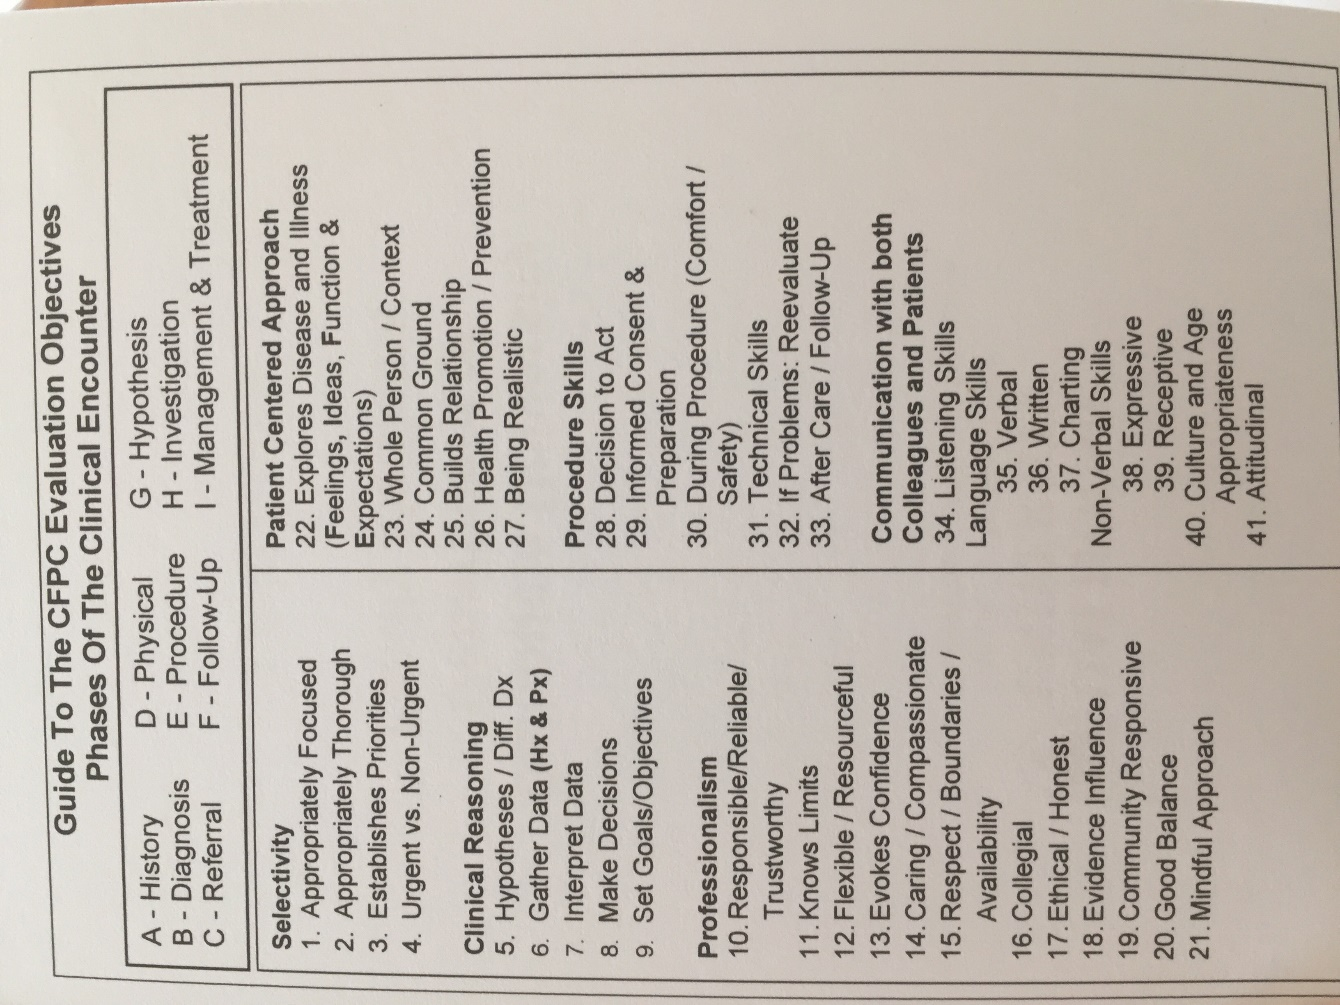 Guide To The CFPC Evaluation Objectives
Phases Of The Clinical Encounter
A - History D - Physical G - Hypothesis
B - Diagnosis E - Procedure H - Investigation
C - Referral F - Follow-Up I - Management & Treatment
Selectivity
1. Appropriately Focused
2. Appropriately Thorough
3. Establishes Priorities
4. Urgent vs. Non-Urgent
Clinical Reasoning
5. Hypotheses / Diff. Dx
6. Gather Data (Hx & Px)
7. Interpret Data
8. Make Decisions
9. Set Goals/Objectives
Professionalism
10. Responsible/Reliable/
Trustworthy
11. Knows Limits
12. Flexible / Resourceful
13. Evokes Confidence
14. Caring / Compassionate
15. Respect / Boundaries /
Availability
16. Collegial
17. Ethical / Honest
18. Evidence Influence
19. Community Responsive
20. Good Balance
21. Mindful Approach
Patient Centered Approach
22. Explores Disease and Illness
(Feelings, Ideas, Function &
Expectations)
23. Whole Person / Context
24. Common Ground
25. Builds Relationship
26. Health Promotion / Prevention
27. Being Realistic
Procedure Skills
28. Decision to Act
29. Informed Consent &
Preparation
30. During Procedure (Comfort /
Safety)
31. Technical Skills
32. If Problems: Reevaluate
33. After Care / Follow-Up
Communication with both
Colleagues and Patients
34. Listening Skills
Language Skills
35. Verbal
36. Written
37. Charting
Non-Verbal Skills
38. Expressive
39. Receptive
40. Culture and Age
Appropriateness
41. Attitudinal